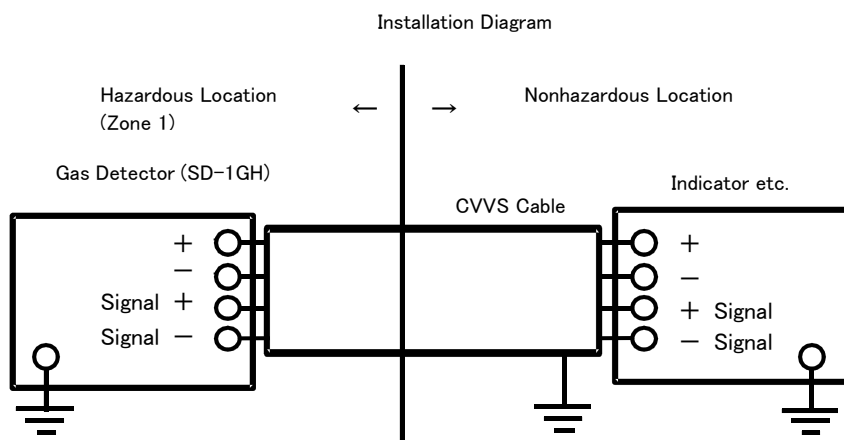 Installation Diagram
Hazardous Location
(Zone 1)
← →
Nonhazardous Location
Gas Detector (SD-1GH)
CVVS Cable
Indicator etc.
+
−
Signal +
Signal −
+
−
+ Signal
− Signal